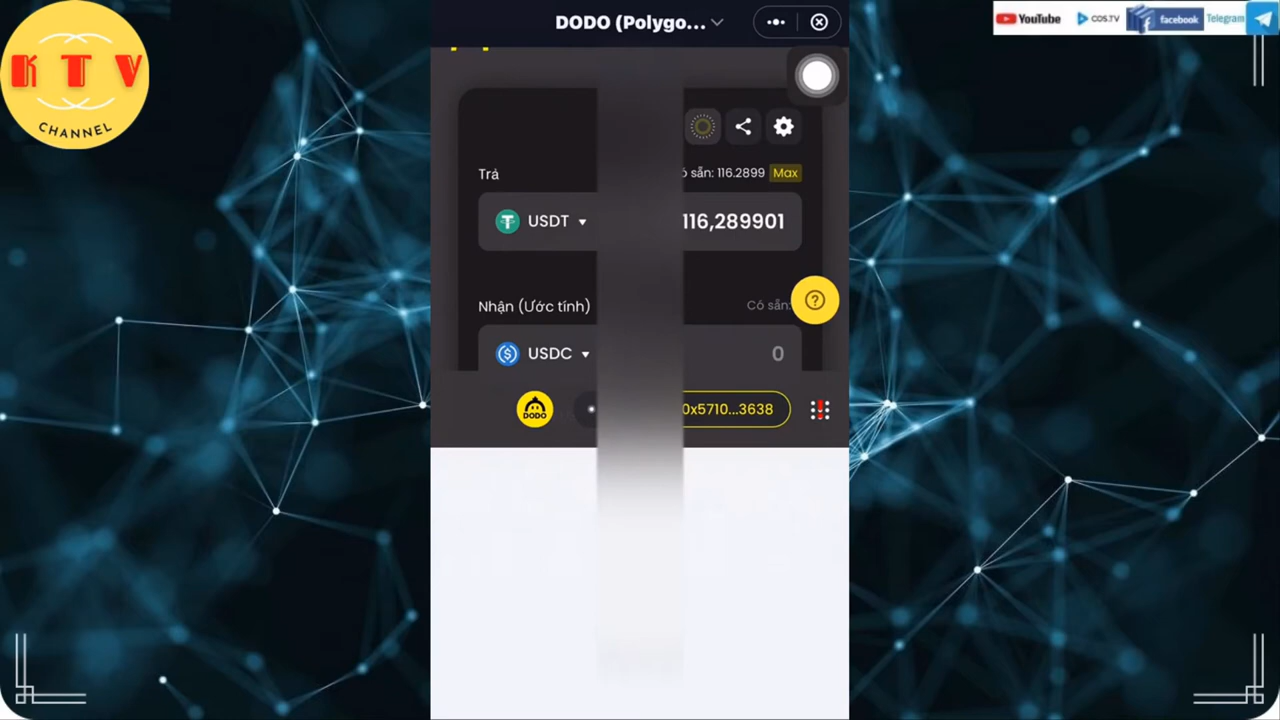 DODO (Polygo...
YouTube
COS.TV
facebook
Telegram
K T V
CHANNEL
Trả
sẵn: 116.2899 Max
USDT
116,289901
Nhận (Ước tính)
Có sẵn:
USDC
0
DODO
0x5710...3638